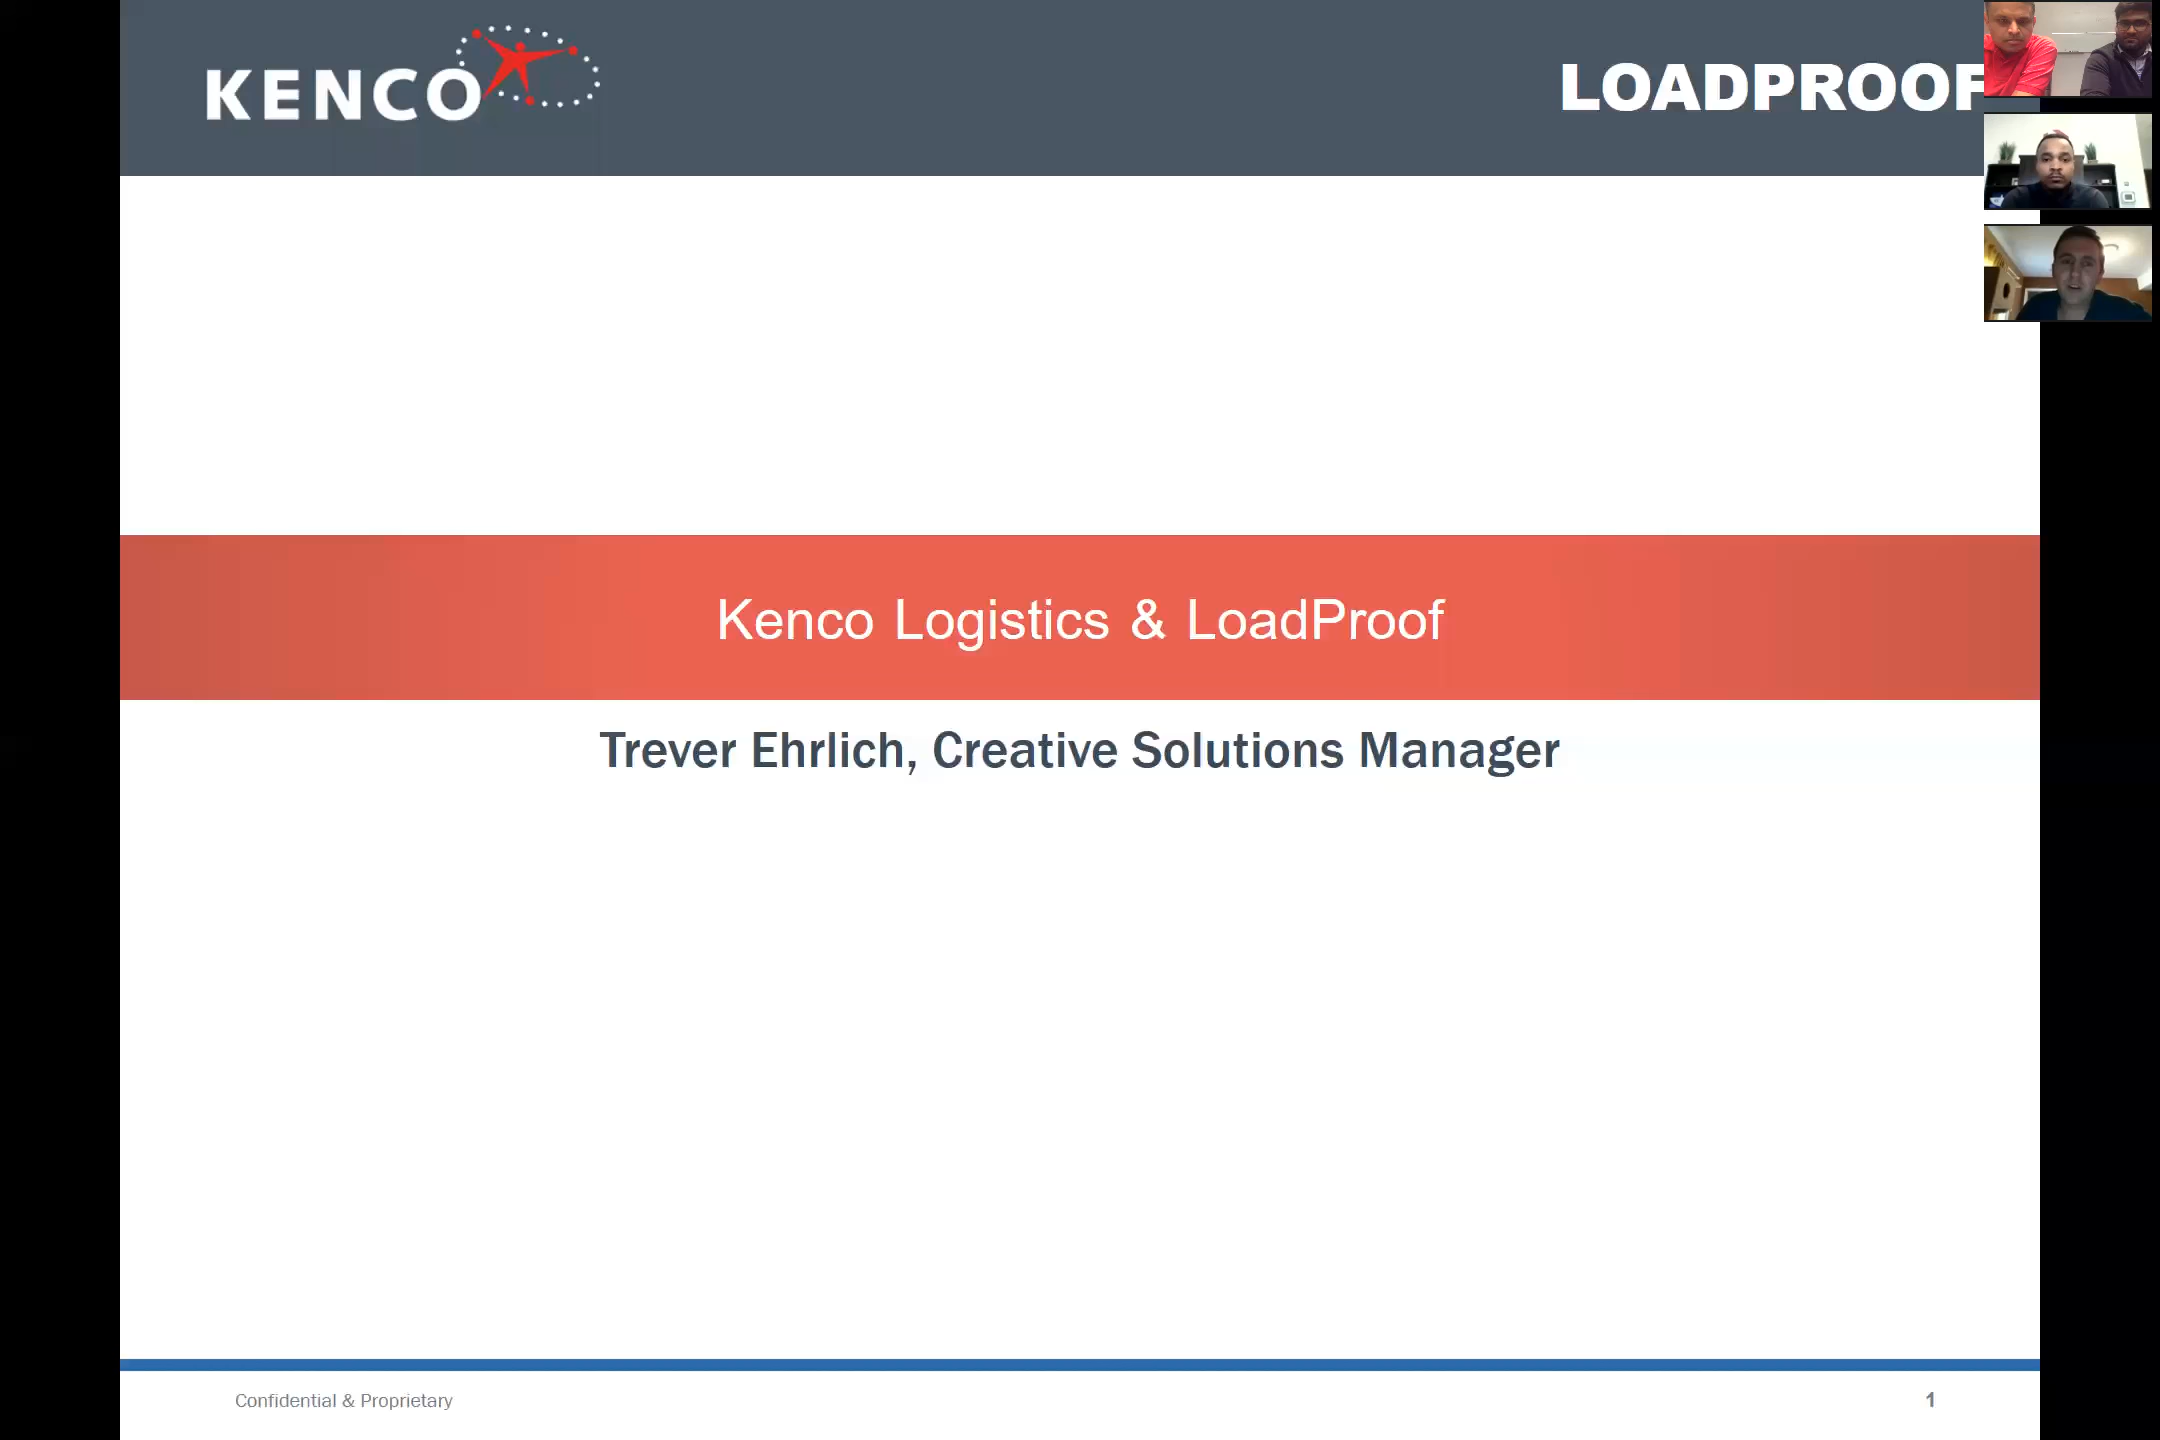 KENCO
LOADPROOF
Kenco Logistics & LoadProof
Trever Ehrlich, Creative Solutions Manager
Confidential & Proprietary
1